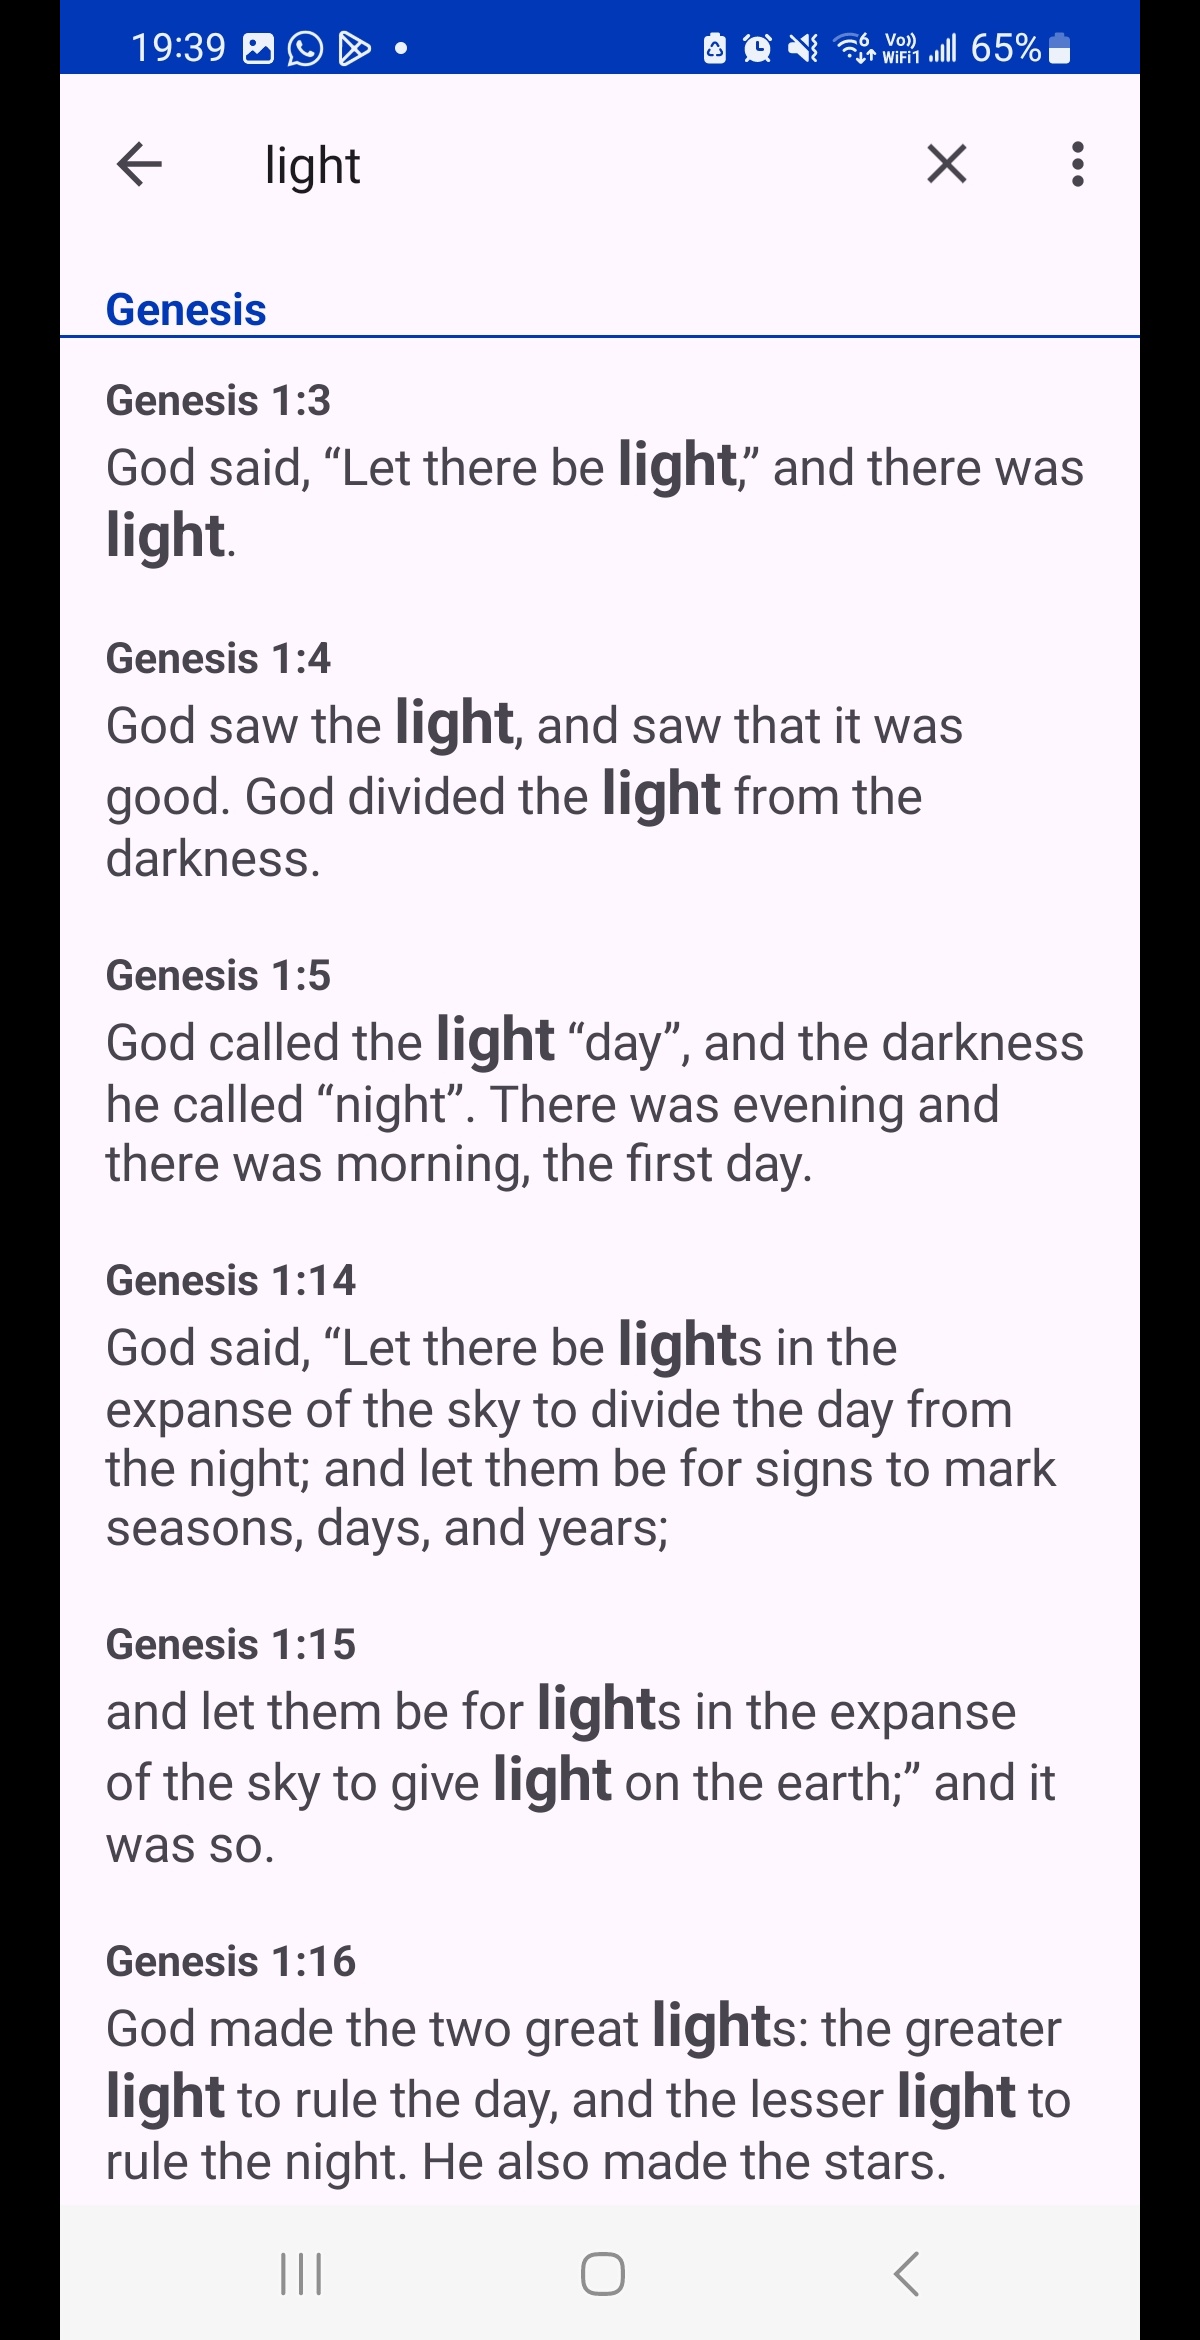 19:39 6 Vo)) WiFi1 65%
light
Genesis
Genesis 1:3
God said, “Let there be light,” and there was
light.
Genesis 1:4
God saw the light, and saw that it was
good. God divided the light from the
darkness.
Genesis 1:5
God called the light “day”, and the darkness
he called “night”. There was evening and
there was morning, the first day.
Genesis 1:14
God said, “Let there be lights in the
expanse of the sky to divide the day from
the night; and let them be for signs to mark
seasons, days, and years;
Genesis 1:15
and let them be for lights in the expanse
of the sky to give light on the earth;” and it
was so.
Genesis 1:16
God made the two great lights: the greater
light to rule the day, and the lesser light to
rule the night. He also made the stars.